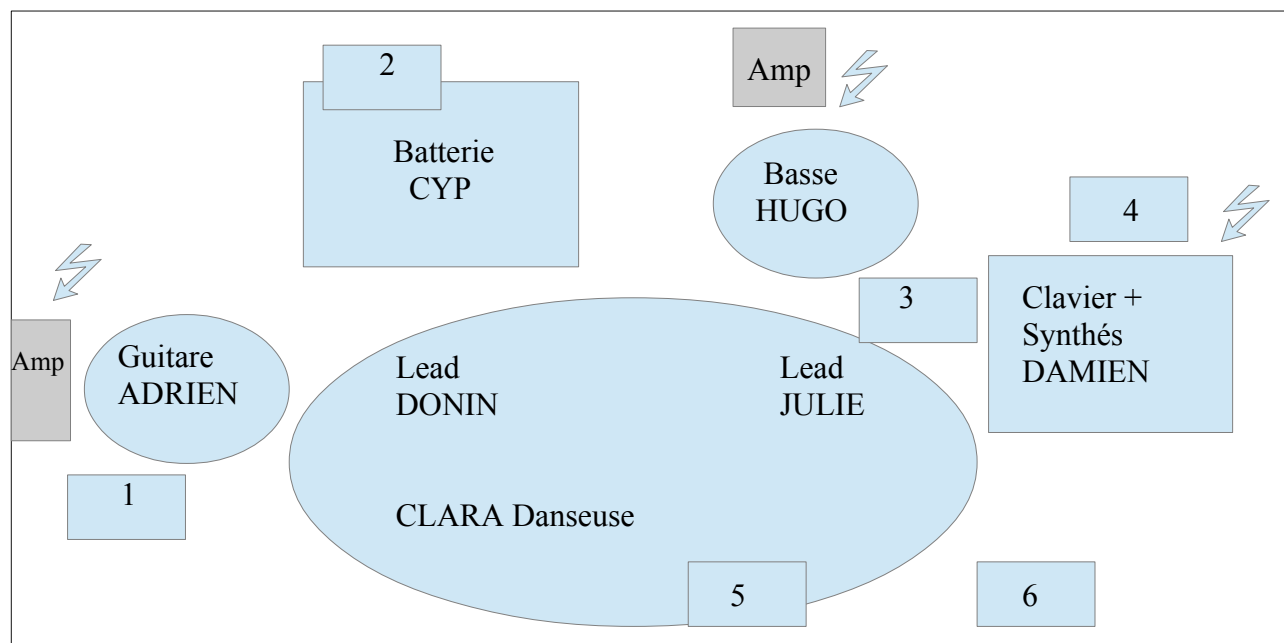 2
Amp
Batterie
CYP
Basse
HUGO
4
3
Clavier +
Synthés
DAMIEN
Amp
Guitare
ADRIEN
Lead
DONIN
Lead
JULIE
1
CLARA Danseuse
5
6